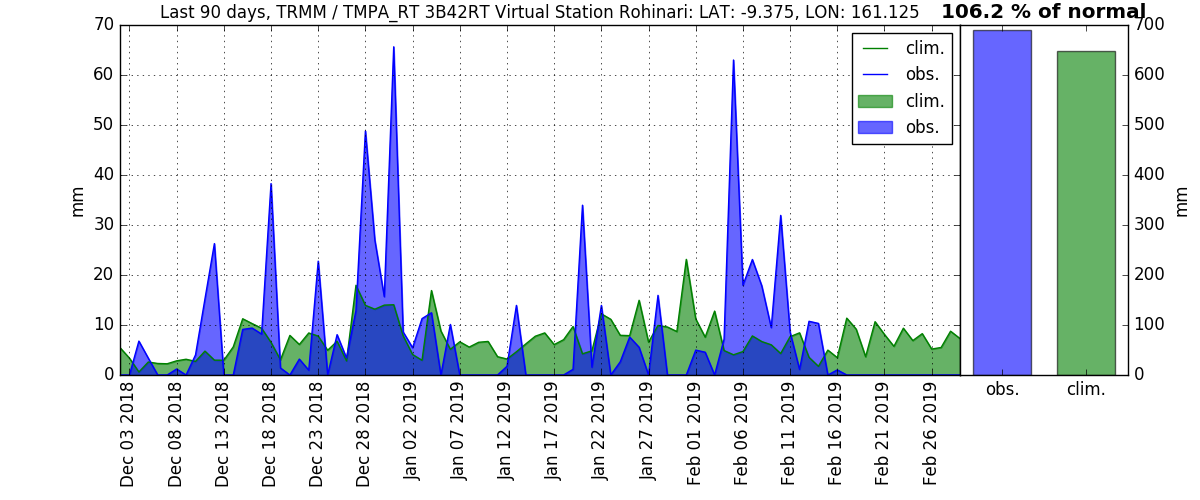 Last 90 days, TRMM / TMPA_RT 3B42RT Virtual Station Rohinari: LAT: -9.375, LON: 161.125
106.2 % of normal
70
60
50
40
30
20
10
0
mm
clim.
obs.
clim.
obs.
Dec 03 2018
Dec 08 2018
Dec 13 2018
Dec 18 2018
Dec 23 2018
Dec 28 2018
Jan 02 2019
Jan 07 2019
Jan 12 2019
Jan 17 2019
Jan 22 2019
Jan 27 2019
Feb 01 2019
Feb 06 2019
Feb 11 2019
Feb 16 2019
Feb 21 2019
Feb 26 2019
700
600
500
400
300
200
100
0
mm
obs.
clim.